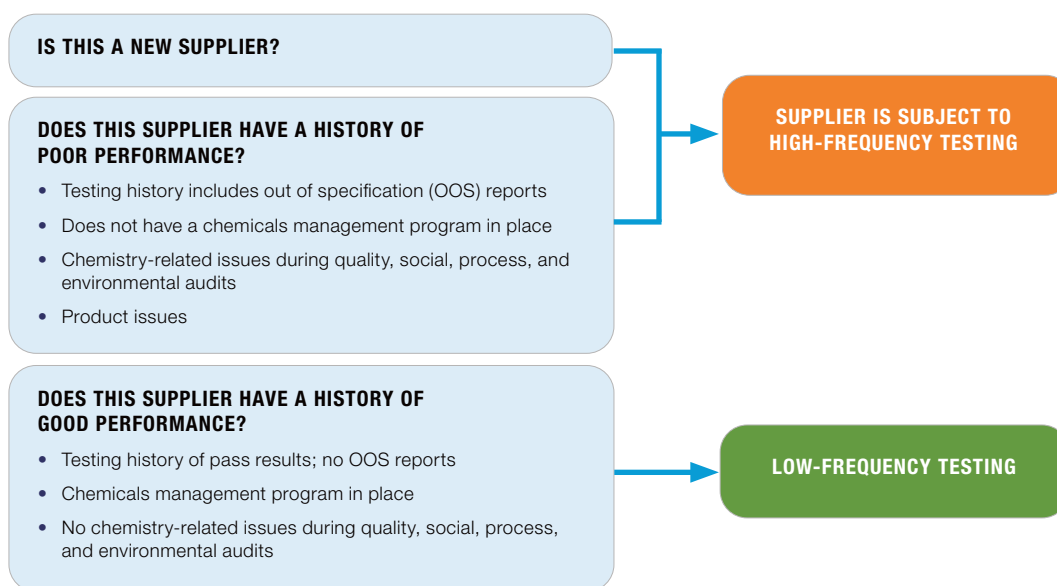 IS THIS A NEW SUPPLIER?
DOES THIS SUPPLIER HAVE A HISTORY OF
POOR PERFORMANCE?
• Testing history includes out of specification (OOS) reports
• Does not have a chemicals management program in place
• Chemistry-related issues during quality, social, process, and
environmental audits
• Product issues
SUPPLIER IS SUBJECT TO
HIGH-FREQUENCY TESTING
DOES THIS SUPPLIER HAVE A HISTORY OF
GOOD PERFORMANCE?
• Testing history of pass results; no OOS reports
• Chemicals management program in place
• No chemistry-related issues during quality, social, process,
and environmental audits
LOW-FREQUENCY TESTING